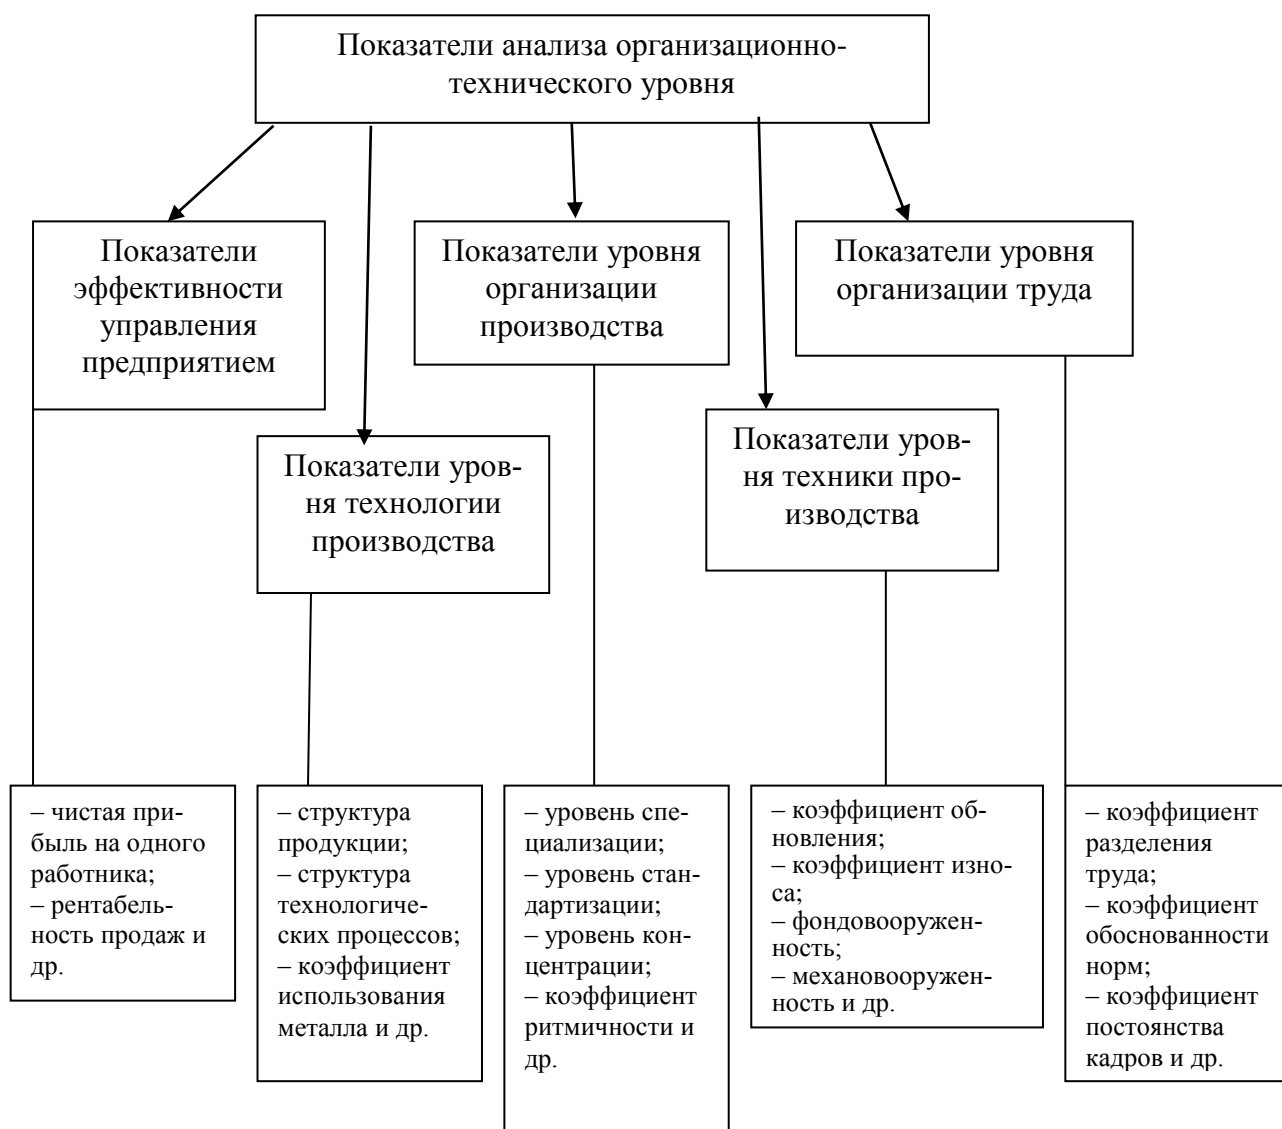 Показатели анализа организационно-
технического уровня
Показатели
эффективности
управления
предприятием
Показатели уровня
организации
производства
Показатели уровня
организации труда
Показатели уров-
ня технологии
производства
Показатели уров-
ня техники про-
изводства
– чистая при-
быль на одного
работника;
– рентабель-
ность продаж и
др.
– структура
продукции;
– структура
технологиче-
ских процессов;
– коэффициент
использования
металла и др.
– уровень спе-
циализации;
– уровень стан-
дартизации;
– уровень кон-
центрации;
– коэффициент
ритмичности и
др.
– коэффициент об-
новления;
– коэффициент изно-
са;
– фондовооружен-
ность;
– механовооружен-
ность и др.
– коэффициент
разделения
труда;
– коэффициент
обоснованности
норм;
– коэффициент
постоянства
кадров и др.